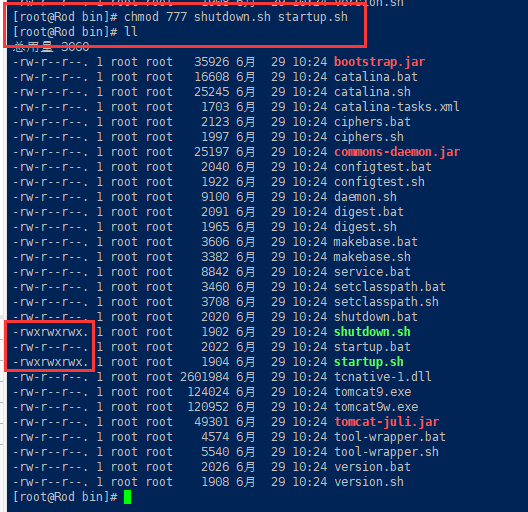 [root@Rod bin]# chmod 777 shutdown.sh startup.sh
[root@Rod bin]# ll
总用量 3060
-rw-r--r--. 1 root root   35926 6月  29 10:24 bootstrap.jar
-rw-r--r--. 1 root root   16608 6月  29 10:24 catalina.bat
-rw-r--r--. 1 root root   25245 6月  29 10:24 catalina.sh
-rw-r--r--. 1 root root    1703 6月  29 10:24 catalina-tasks.xml
-rw-r--r--. 1 root root    2123 6月  29 10:24 ciphers.bat
-rw-r--r--. 1 root root    1997 6月  29 10:24 ciphers.sh
-rw-r--r--. 1 root root   25197 6月  29 10:24 commons-daemon.jar
-rw-r--r--. 1 root root    2040 6月  29 10:24 configtest.bat
-rw-r--r--. 1 root root    1922 6月  29 10:24 configtest.sh
-rw-r--r--. 1 root root    9100 6月  29 10:24 daemon.sh
-rw-r--r--. 1 root root    2091 6月  29 10:24 digest.bat
-rw-r--r--. 1 root root    1965 6月  29 10:24 digest.sh
-rw-r--r--. 1 root root    3606 6月  29 10:24 makebase.bat
-rw-r--r--. 1 root root    3382 6月  29 10:24 makebase.sh
-rw-r--r--. 1 root root    8842 6月  29 10:24 service.bat
-rw-r--r--. 1 root root    3460 6月  29 10:24 setclasspath.bat
-rw-r--r--. 1 root root    3708 6月  29 10:24 setclasspath.sh
-rw-r--r--. 1 root root    2020 6月  29 10:24 shutdown.bat
-rwxrwxrwx. 1 root root    1902 6月  29 10:24 shutdown.sh
-rw-r--r--. 1 root root    2022 6月  29 10:24 startup.bat
-rwxrwxrwx. 1 root root    1904 6月  29 10:24 startup.sh
-rw-r--r--. 1 root root 2601984 6月  29 10:24 tcnative-1.dll
-rw-r--r--. 1 root root  124024 6月  29 10:24 tomcat9.exe
-rw-r--r--. 1 root root  120952 6月  29 10:24 tomcat9w.exe
-rw-r--r--. 1 root root   49301 6月  29 10:24 tomcat-juli.jar
-rw-r--r--. 1 root root    4574 6月  29 10:24 tool-wrapper.bat
-rw-r--r--. 1 root root    5540 6月  29 10:24 tool-wrapper.sh
-rw-r--r--. 1 root root    2026 6月  29 10:24 version.bat
-rw-r--r--. 1 root root    1908 6月  29 10:24 version.sh
[root@Rod bin]#